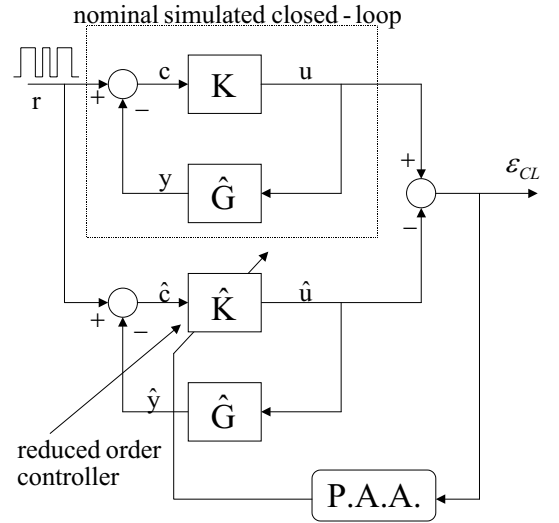 nominal simulated closed - loop
c
K
u
+
−
r
y
Ĝ
+
ε_CL
−
ĉ
K̂
û
+
−
ŷ
Ĝ
reduced order
controller
P.A.A.